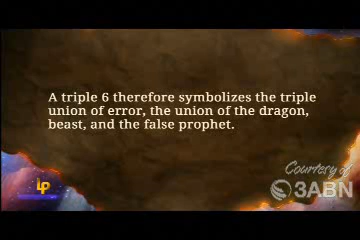 A triple 6 therefore symbolizes the triple
union of error, the union of the dragon,
beast, and the false prophet.
LP
Courtesy of
3ABN